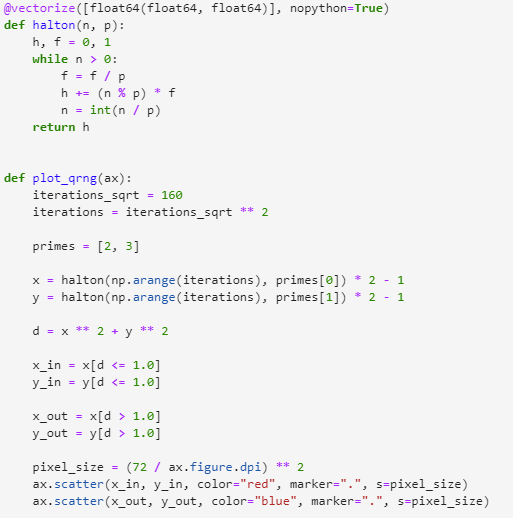 @vectorize([float64(float64, float64)], nopython=True)
def halton(n, p):
    h, f = 0, 1
    while n > 0:
        f = f / p
        h += (n % p) * f
        n = int(n / p)
    return h
def plot_qrng(ax):
    iterations_sqrt = 160
    iterations = iterations_sqrt ** 2
    primes = [2, 3]
    x = halton(np.arange(iterations), primes[0]) * 2 - 1
    y = halton(np.arange(iterations), primes[1]) * 2 - 1
    d = x ** 2 + y ** 2
    x_in = x[d <= 1.0]
    y_in = y[d <= 1.0]
    x_out = x[d > 1.0]
    y_out = y[d > 1.0]
    pixel_size = (72 / ax.figure.dpi) ** 2
    ax.scatter(x_in, y_in, color="red", marker=".", s=pixel_size)
    ax.scatter(x_out, y_out, color="blue", marker=".", s=pixel_size)